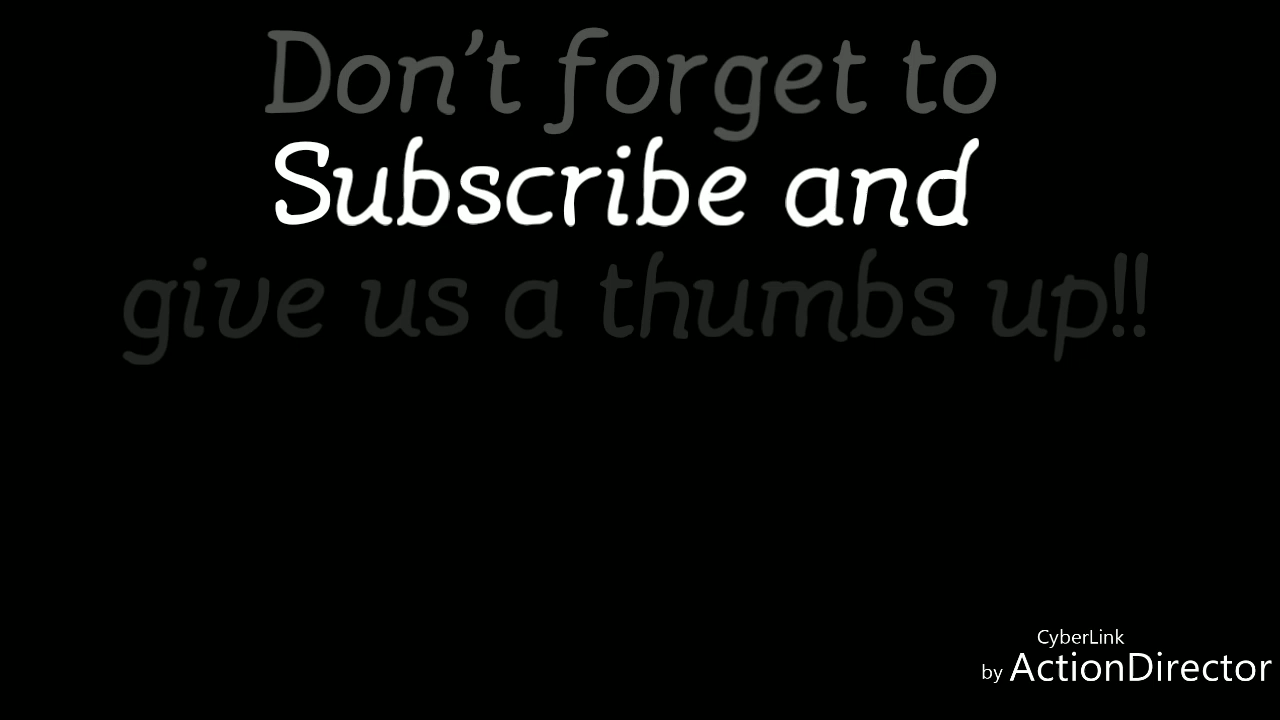 Don't forget to
Subscribe and
give us a thumbs up!!
CyberLink
by ActionDirector